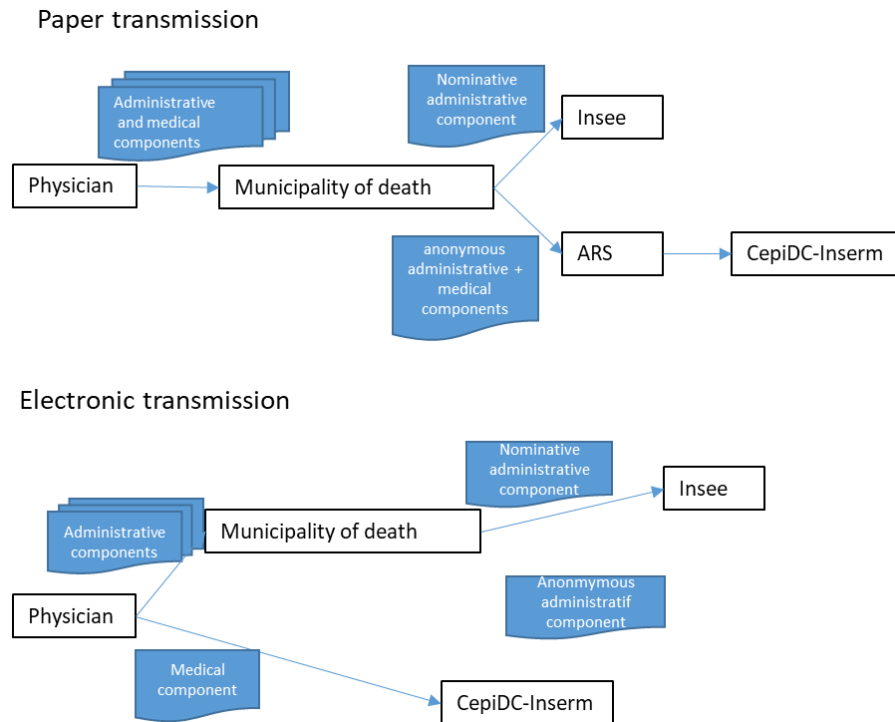 Paper transmission
Administrative
and medical
components
Nominative
administrative
component
Insee
Physician
Municipality of death
anonymous
administrative +
medical
components
ARS
CepiDC-Inserm
Electronic transmission
Nominative
administrative
component
Insee
Administrative
components
Municipality of death
Anonmymous
administratif
component
Physician
Medical
component
CepiDC-Inserm